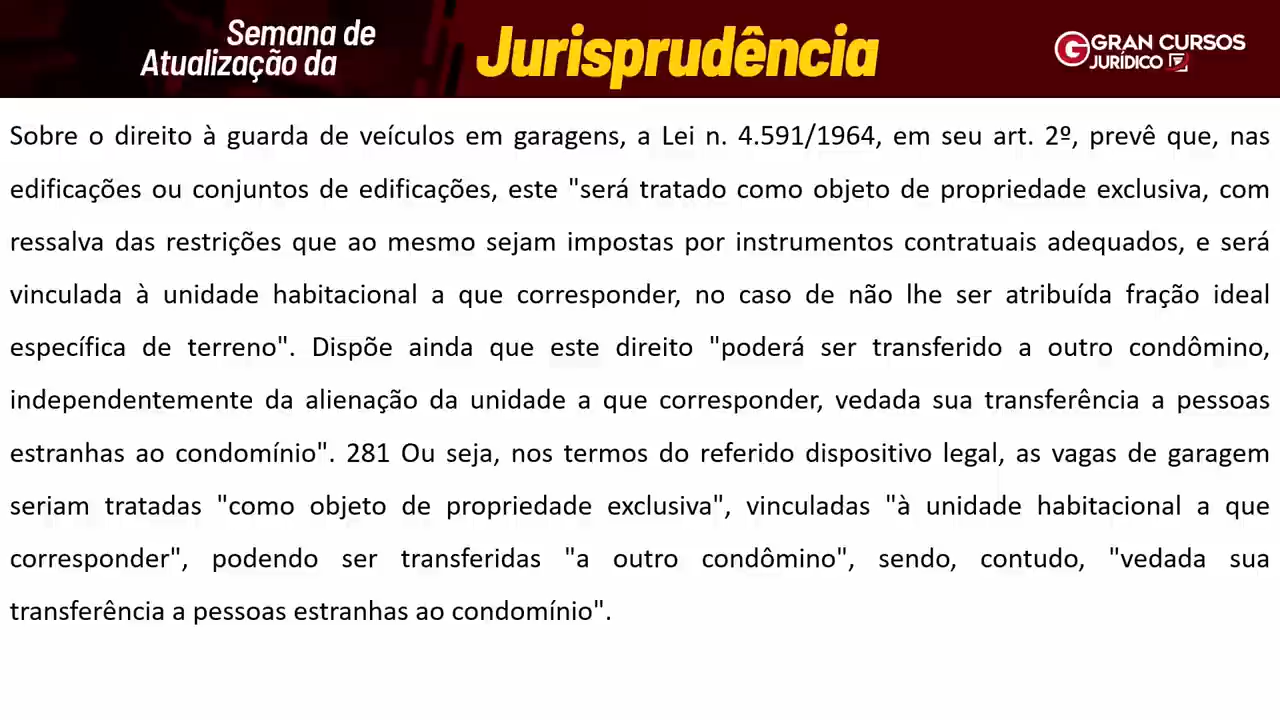 Semana de
Atualização da
Jurisprudência
GRAN CURSOS
JURÍDICO
Sobre o direito à guarda de veículos em garagens, a Lei n. 4.591/1964, em seu art. 2º, prevê que, nas
edificações ou conjuntos de edificações, este "será tratado como objeto de propriedade exclusiva, com
ressalva das restrições que ao mesmo sejam impostas por instrumentos contratuais adequados, e será
vinculada à unidade habitacional a que corresponder, no caso de não lhe ser atribuída fração ideal
específica de terreno". Dispõe ainda que este direito "poderá ser transferido a outro condômino,
independentemente da alienação da unidade a que corresponder, vedada sua transferência a pessoas
estranhas ao condomínio". 281 Ou seja, nos termos do referido dispositivo legal, as vagas de garagem
seriam tratadas "como objeto de propriedade exclusiva", vinculadas "à unidade habitacional a que
corresponder", podendo ser transferidas "a outro condômino", sendo, contudo, "vedada sua
transferência a pessoas estranhas ao condomínio".